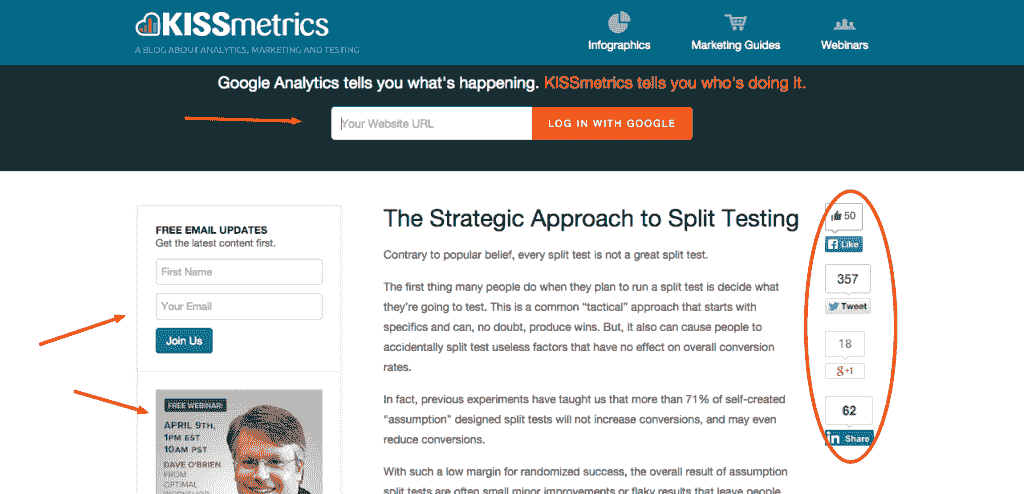 KISSmetrics
A BLOG ABOUT ANALYTICS, MARKETING AND TESTING
Infographics
Marketing Guides
Webinars
Google Analytics tells you what's happening. KISSmetrics tells you who's doing it.
Your Website URL
LOG IN WITH GOOGLE
FREE EMAIL UPDATES
Get the latest content first.
First Name
Your Email
Join Us
FREE WEBINAR:
APRIL 9TH,
1PM EST
10AM PST
DAVE O'BRIEN
FROM
OPTIMAL
The Strategic Approach to Split Testing
Contrary to popular belief, every split test is not a great split test.
The first thing many people do when they plan to run a split test is decide what
they're going to test. This is a common “tactical” approach that starts with
specifics and can, no doubt, produce wins. But, it also can cause people to
accidentally split test useless factors that have no effect on overall conversion
rates.
In fact, previous experiments have taught us that more than 71% of self-created
“assumption” designed split tests will not increase conversions, and may even
reduce conversions.
With such a low margin for randomized success, the overall result of assumption
split tests are often small minor improvements or flaky results that leave people
50
Like
357
Tweet
18
g+1
62
in Share